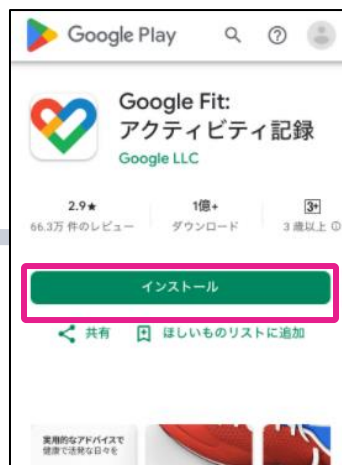 Google Play
Google Fit:
アクティビティ記録
Google LLC
2.9★
1億+
3+
66.3万 件のレビュー
ダウンロード
3 歳以上
インストール
共有
ほしいものリストに追加
実用的なアドバイスで
健康で活発な日々を